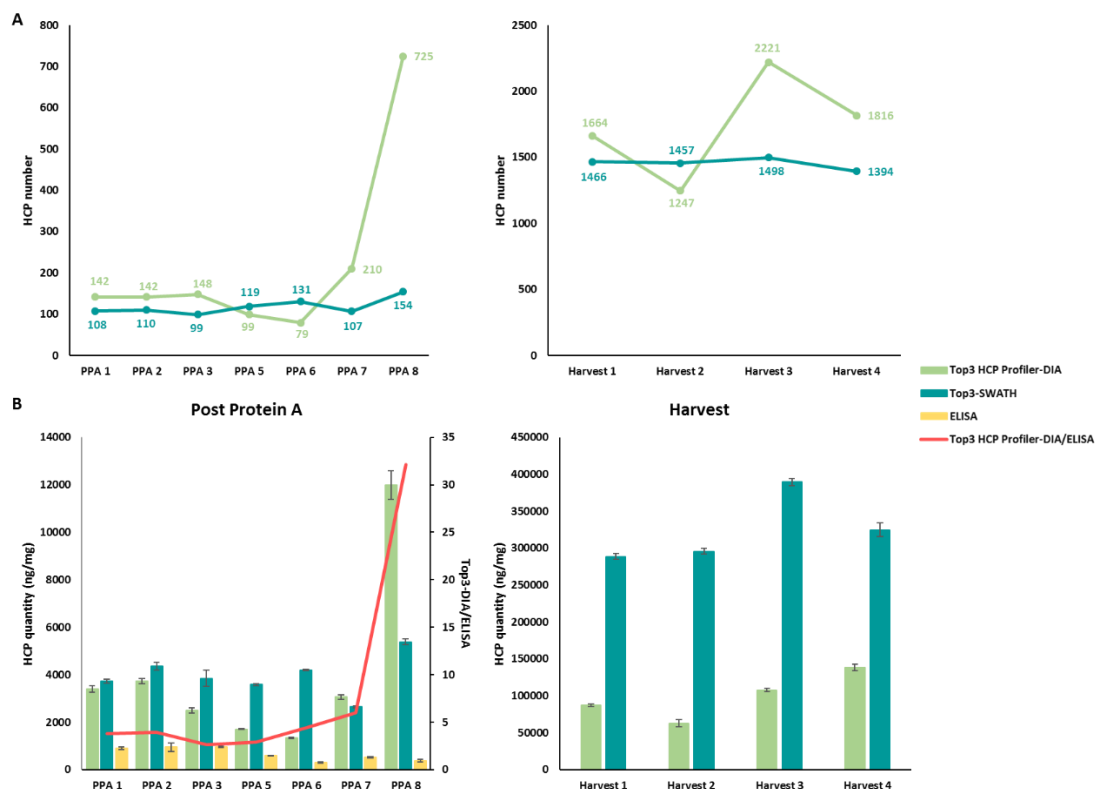 A
HCP number
800
700
600
500
400
300
200
100
0
142
142
148
99
79
210
725
108
110
99
119
131
107
154
PPA 1
PPA 2
PPA 3
PPA 5
PPA 6
PPA 7
PPA 8
HCP number
2500
2000
1500
1000
500
0
1664
1247
2221
1816
1466
1457
1498
1394
Harvest 1
Harvest 2
Harvest 3
Harvest 4
Top3 HCP Profiler-DIA
Top3-SWATH
ELISA
Top3 HCP Profiler-DIA/ELISA
B
Post Protein A
HCP quantity (ng/mg)
14000
12000
10000
8000
6000
4000
2000
0
35
30
25
20
15
10
5
0
Top3-DIA/ELISA
PPA 1
PPA 2
PPA 3
PPA 5
PPA 6
PPA 7
PPA 8
Harvest
HCP quantity (ng/mg)
450000
400000
350000
300000
250000
200000
150000
100000
50000
0
Harvest 1
Harvest 2
Harvest 3
Harvest 4